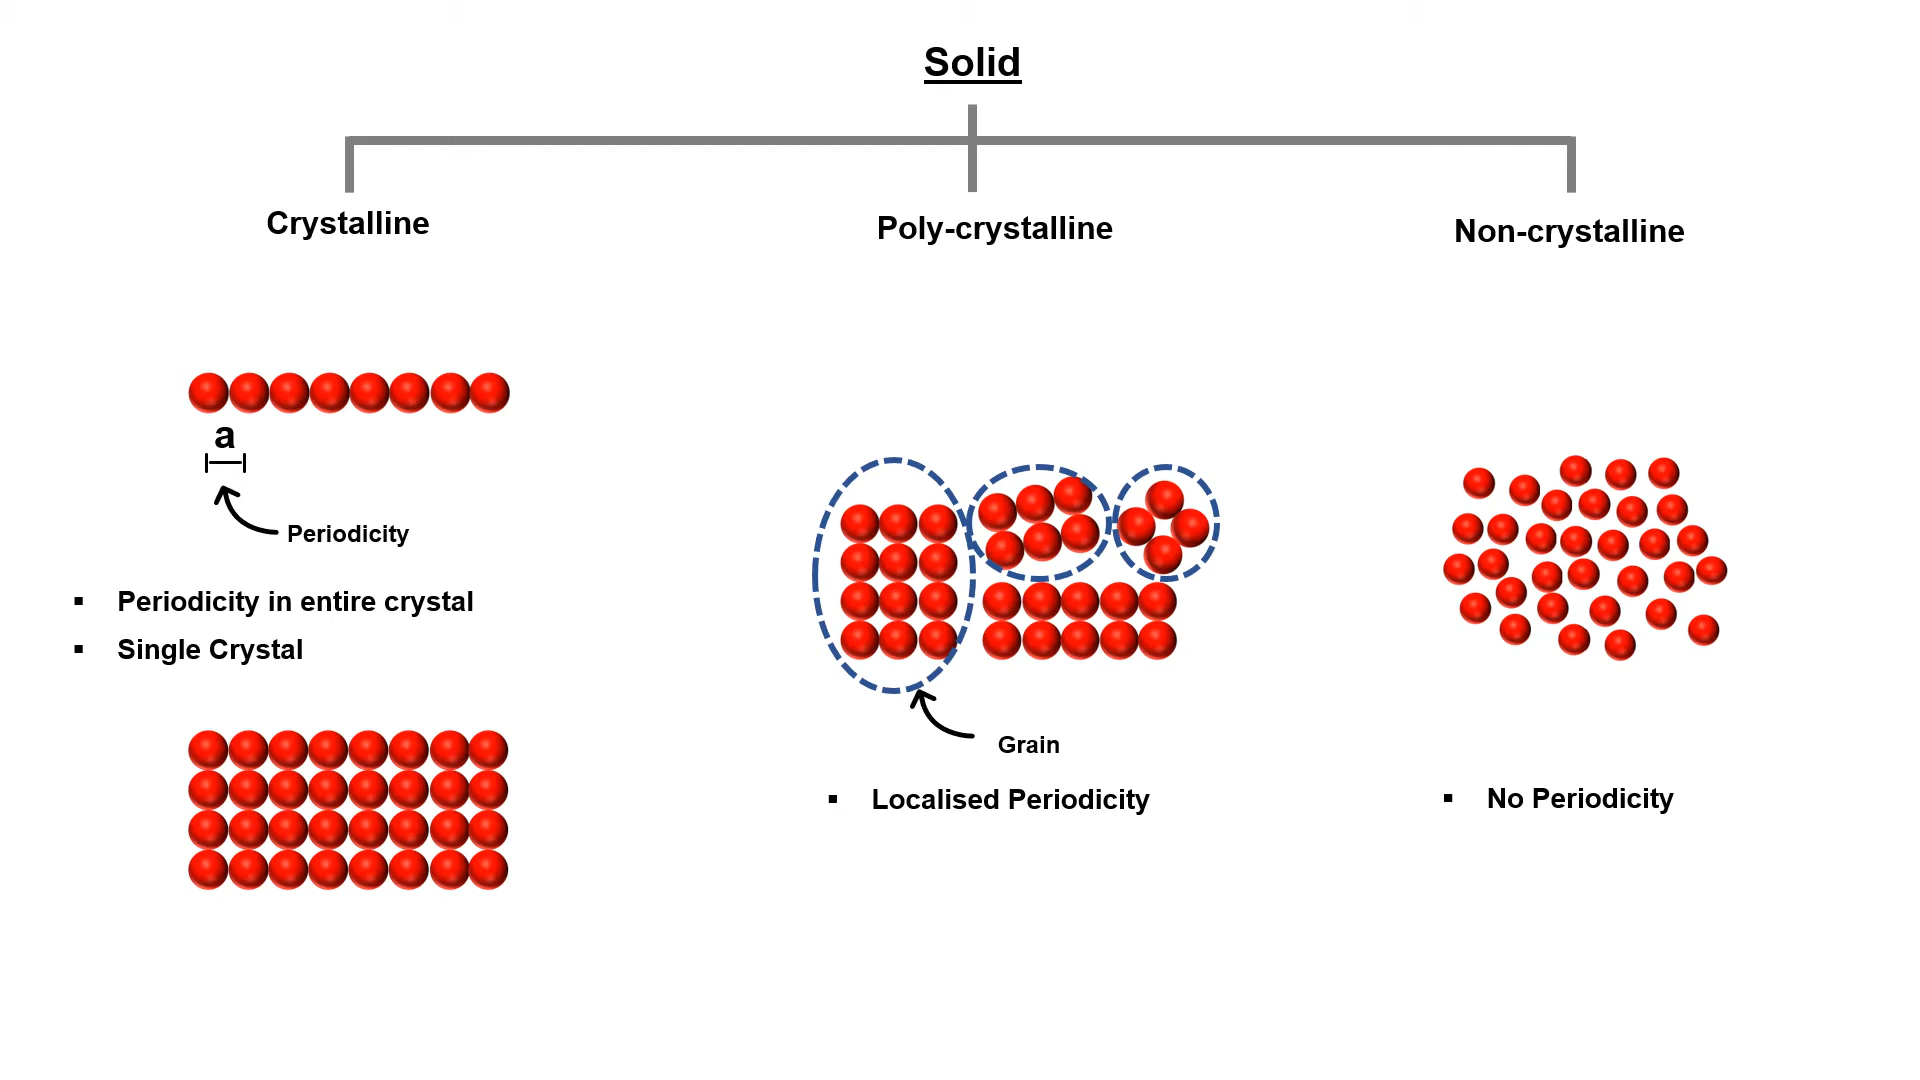 Solid
Crystalline
Poly-crystalline
Non-crystalline
a
Periodicity
▪ Periodicity in entire crystal
▪ Single Crystal
Grain
▪ Localised Periodicity
▪ No Periodicity